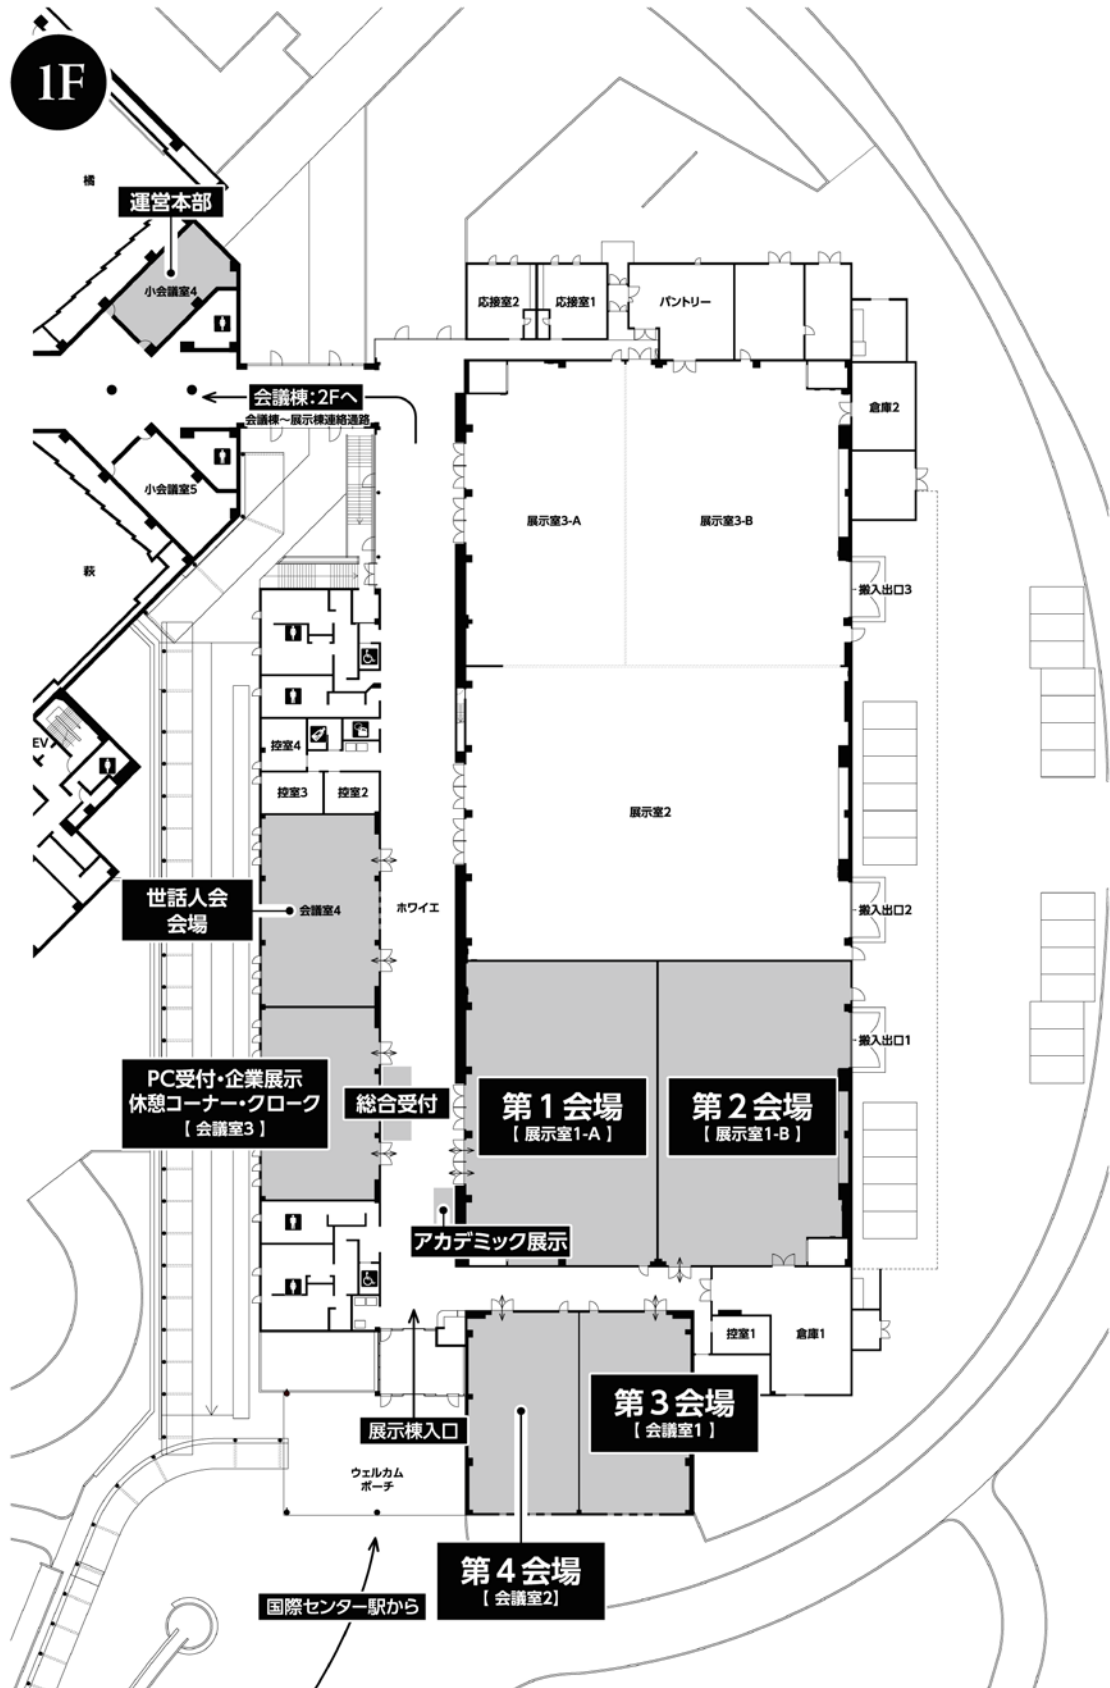 1F
橘
運営本部
小会議室4
応接室2
応接室1
パントリー
会議棟:2Fへ
会議棟〜展示棟連絡通路
倉庫2
小会議室5
展示室3-A
展示室3-B
萩
搬入出口3
EV
控室4
控室3
控室2
展示室2
世話人会
会場
会議室4
ホワイエ
搬入出口2
搬入出口1
PC受付・企業展示
休憩コーナー・クローク
【 会議室3 】
総合受付
第1会場
【 展示室1-A 】
第2会場
【 展示室1-B 】
アカデミック展示
控室1
倉庫1
第3会場
【 会議室1 】
展示棟入口
ウェルカム
ポーチ
第4会場
【 会議室2】
国際センター駅から